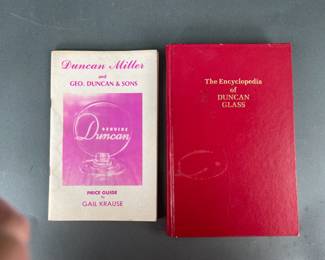 Duncan Miller
and
GEO. DUNCAN & SONS
GENUINE
Duncan
PRICE GUIDE
by
GAIL KRAUSE
The Encyclopedia
of
DUNCAN
GLASS